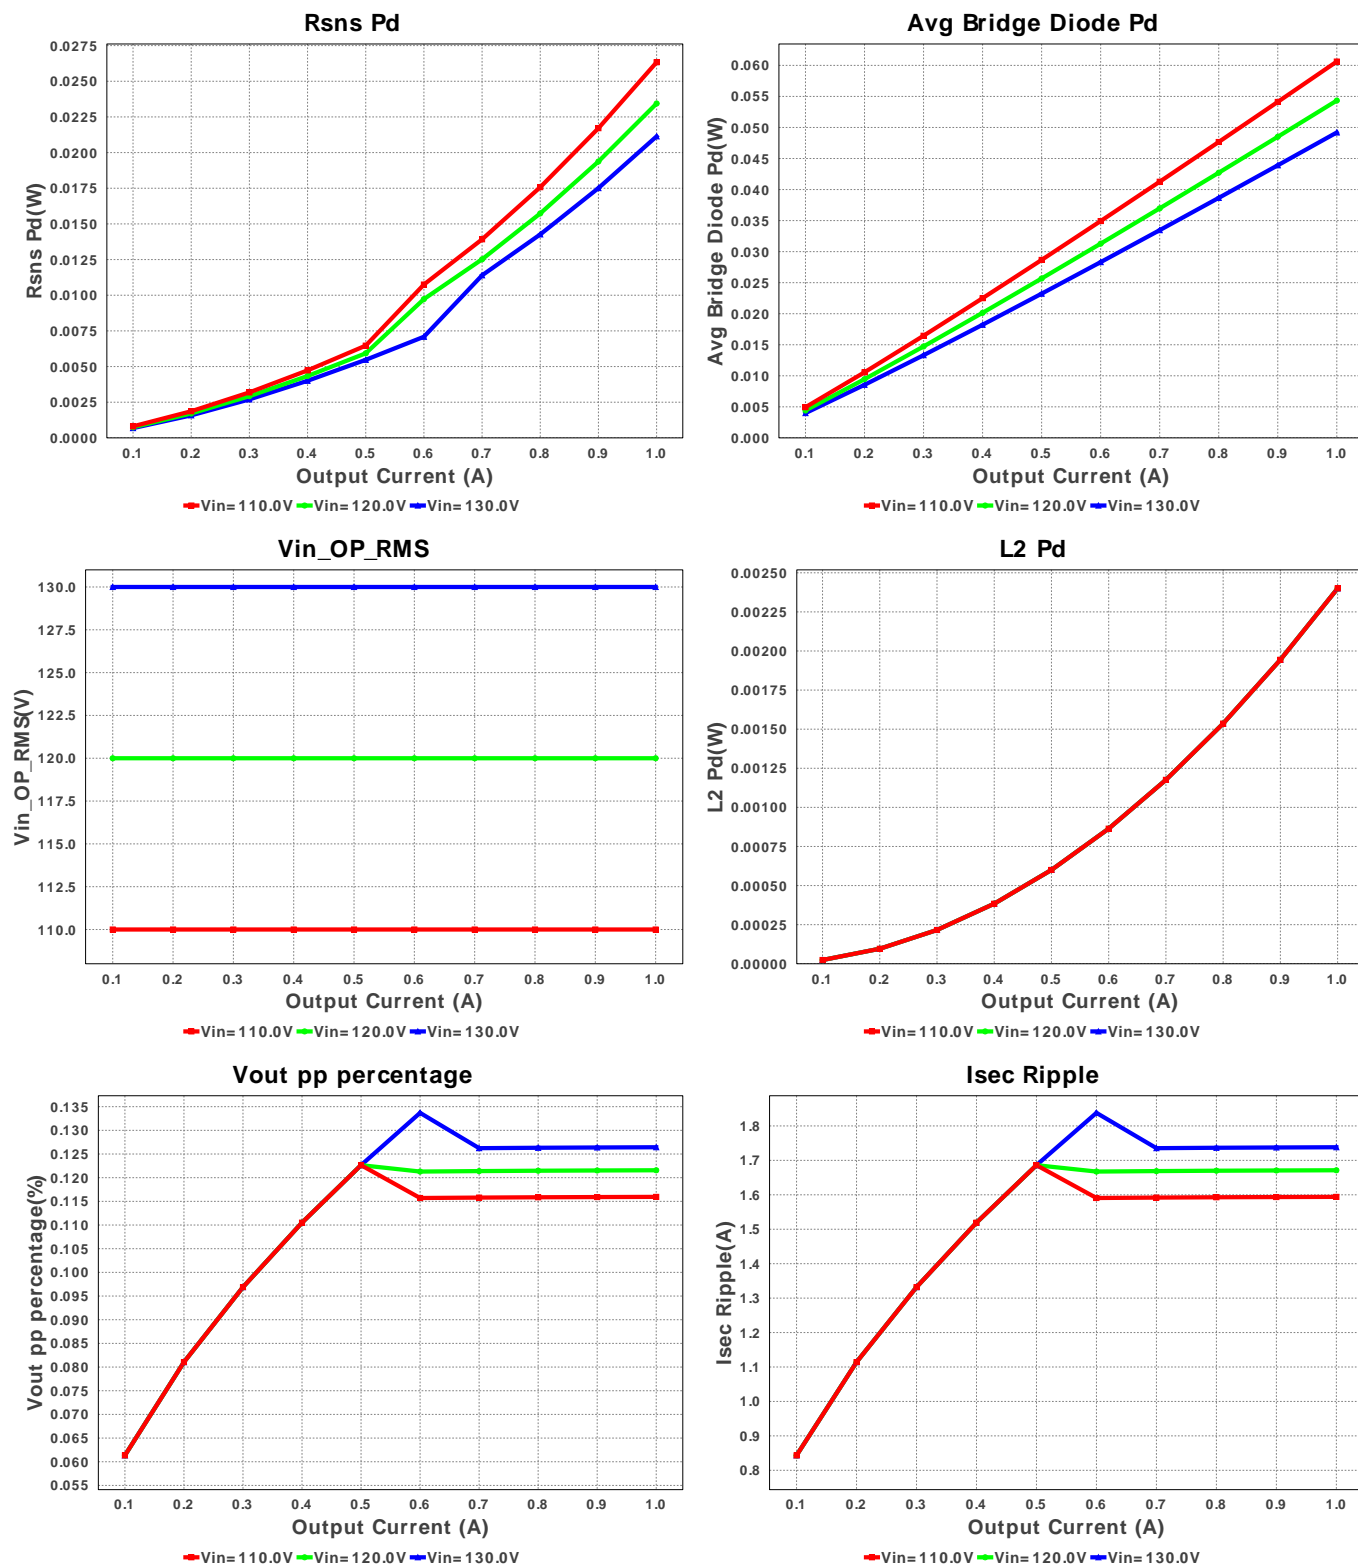 Rsns Pd
0.0275
0.0250
0.0225
0.0200
0.0175
0.0150
0.0125
0.0100
0.0075
0.0050
0.0025
0.0000
Rsns Pd(W)
0.1 0.2 0.3 0.4 0.5 0.6 0.7 0.8 0.9 1.0
Output Current (A)
Vin=110.0V Vin=120.0V Vin=130.0V
Avg Bridge Diode Pd
0.060
0.055
0.050
0.045
0.040
0.035
0.030
0.025
0.020
0.015
0.010
0.005
0.000
Avg Bridge Diode Pd(W)
0.1 0.2 0.3 0.4 0.5 0.6 0.7 0.8 0.9 1.0
Output Current (A)
Vin=110.0V Vin=120.0V Vin=130.0V
Vin_OP_RMS
130.0
127.5
125.0
122.5
120.0
117.5
115.0
112.5
110.0
Vin_OP_RMS(V)
0.1 0.2 0.3 0.4 0.5 0.6 0.7 0.8 0.9 1.0
Output Current (A)
Vin=110.0V Vin=120.0V Vin=130.0V
L2 Pd
0.00250
0.00225
0.00200
0.00175
0.00150
0.00125
0.00100
0.00075
0.00050
0.00025
0.00000
L2 Pd(W)
0.1 0.2 0.3 0.4 0.5 0.6 0.7 0.8 0.9 1.0
Output Current (A)
Vin=110.0V Vin=120.0V Vin=130.0V
Vout pp percentage
0.135
0.130
0.125
0.120
0.115
0.110
0.105
0.100
0.095
0.090
0.085
0.080
0.075
0.070
0.065
0.060
0.055
Vout pp percentage(%)
0.1 0.2 0.3 0.4 0.5 0.6 0.7 0.8 0.9 1.0
Output Current (A)
Vin=110.0V Vin=120.0V Vin=130.0V
Isec Ripple
1.8
1.7
1.6
1.5
1.4
1.3
1.2
1.1
1.0
0.9
0.8
Isec Ripple(A)
0.1 0.2 0.3 0.4 0.5 0.6 0.7 0.8 0.9 1.0
Output Current (A)
Vin=110.0V Vin=120.0V Vin=130.0V